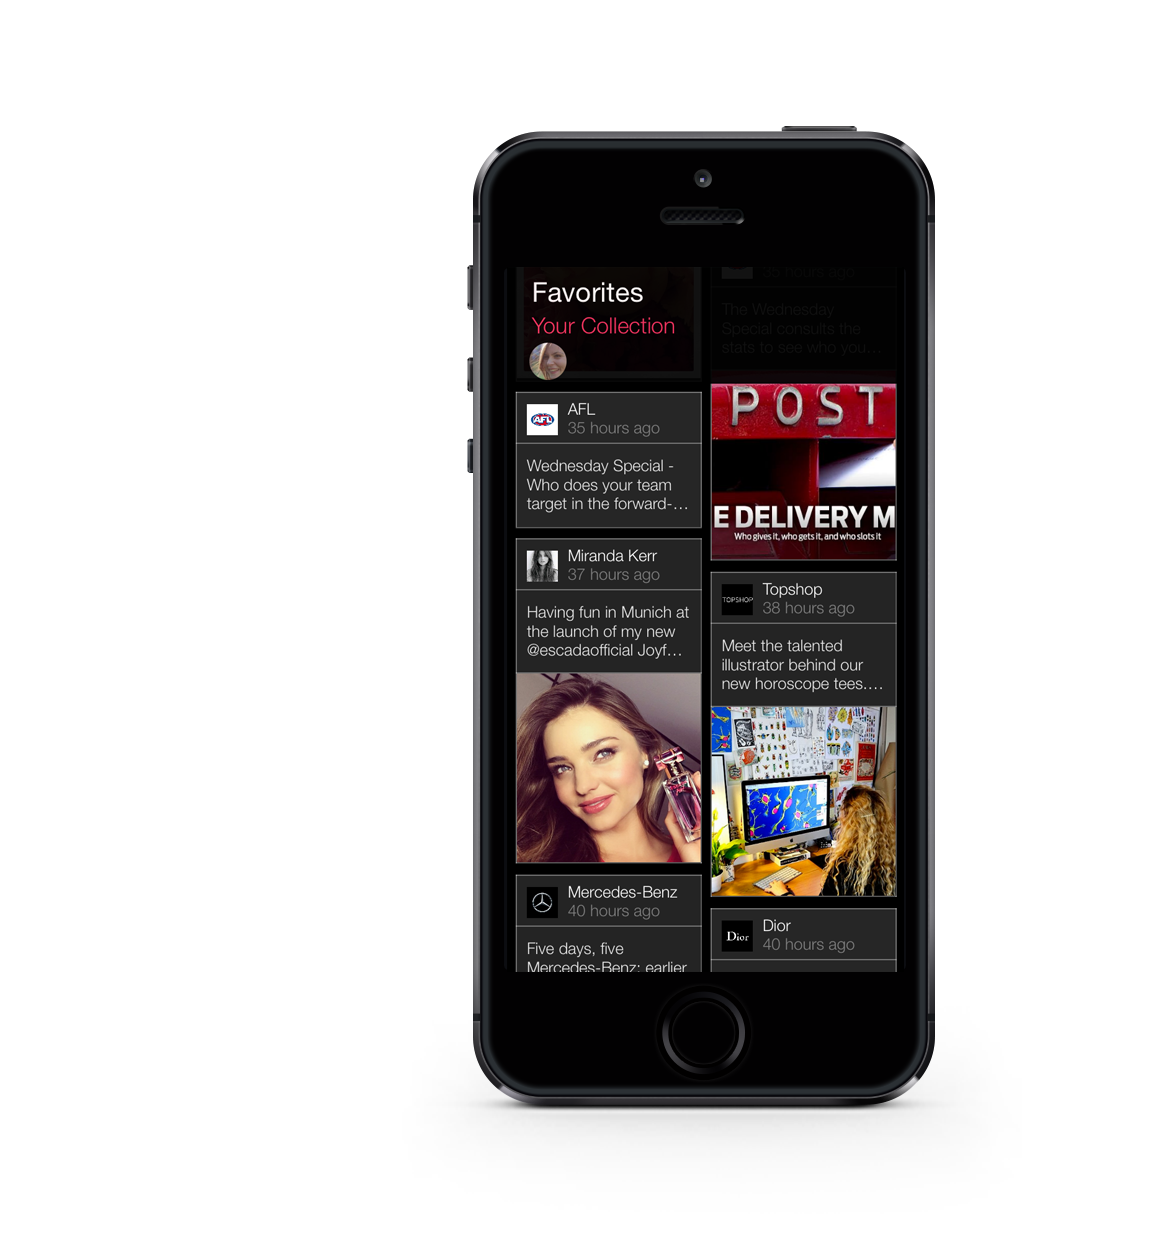 Favorites
Your Collection
AFL
AFL
35 hours ago
Wednesday Special -
Who does your team
target in the forward-...
Miranda Kerr
37 hours ago
Having fun in Munich at
the launch of my new
@escadaofficial Joyf...
Mercedes-Benz
40 hours ago
Five days, five
Mercedes-Benz: earlier
35 hours ago
The Wednesday
Special consults the
stats to see who you...
POST
E DELIVERY M
Who gives it, who gets it, and who slots it
TOPSHOP
Topshop
38 hours ago
Meet the talented
illustrator behind our
new horoscope tees....
Dior
Dior
40 hours ago